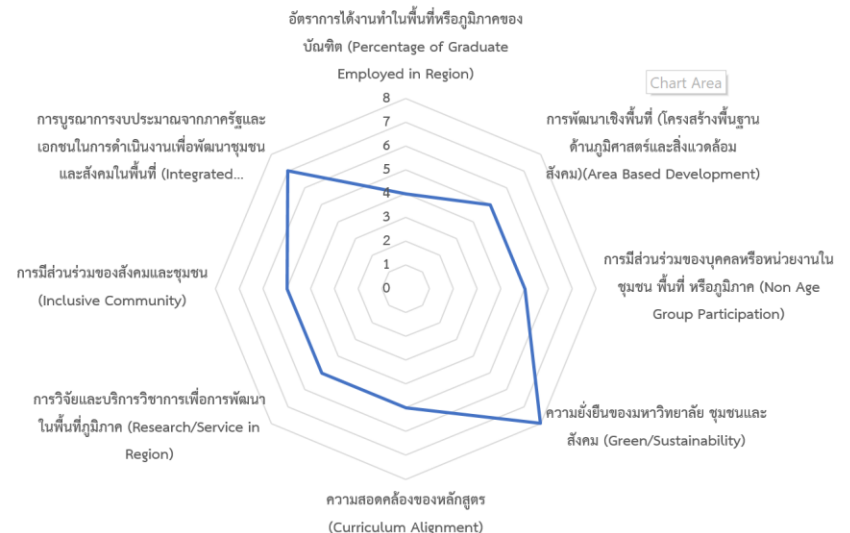 อัตราการได้งานทำในพื้นที่หรือภูมิภาคของ
บัณฑิต (Percentage of Graduate
Employed in Region)
Chart Area
8
7
6
5
4
3
2
1
0
การพัฒนาเชิงพื้นที่ (โครงสร้างพื้นฐาน
ด้านภูมิศาสตร์และสิ่งแวดล้อม
สังคม)(Area Based Development)
การมีส่วนร่วมของบุคคลหรือหน่วยงานใน
ชุมชน พื้นที่ หรือภูมิภาค (Non Age
Group Participation)
ความยั่งยืนของมหาวิทยาลัย ชุมชนและ
สังคม (Green/Sustainability)
ความสอดคล้องของหลักสูตร
(Curriculum Alignment)
การวิจัยและบริการวิชาการเพื่อการพัฒนา
ในพื้นที่ภูมิภาค (Research/Service in
Region)
การมีส่วนร่วมของสังคมและชุมชน
(Inclusive Community)
การบูรณาการงบประมาณจากภาครัฐและ
เอกชนในการดำเนินงานเพื่อพัฒนาชุมชน
และสังคมในพื้นที่ (Integrated...